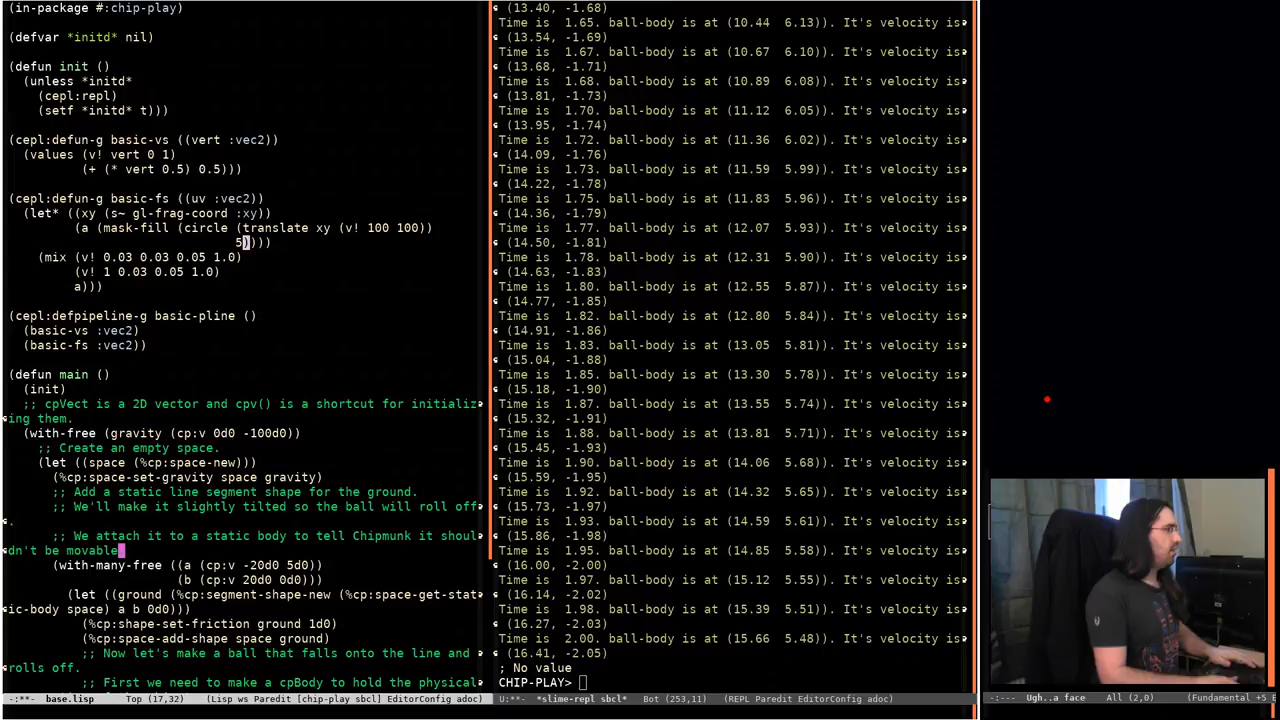 (in-package #:chip-play)
(defvar *initd* nil)
(defun init ()
(unless *initd*
(cepl:repl)
(setf *initd* t)))
(cepl:defun-g basic-vs ((vert :vec2))
(values (v! vert 0 1)
(+ (* vert 0.5) 0.5)))
(cepl:defun-g basic-fs ((uv :vec2))
(let* ((xy (s~ gl-frag-coord :xy))
(a (mask-fill (circle (translate xy (v! 100 100))
5))))
(mix (v! 0.03 0.03 0.05 1.0)
(v! 1 0.03 0.05 1.0)
a)))
(cepl:defpipeline-g basic-pline ()
(basic-vs :vec2)
(basic-fs :vec2))
(defun main ()
(init)
;; cpVect is a 2D vector and cpv() is a shortcut for initializ
ing them.
(with-free (gravity (cp:v 0d0 -100d0))
;; Create an empty space.
(let ((space (%cp:space-new)))
(%cp:space-set-gravity space gravity)
;; Add a static line segment shape for the ground.
;; We'll make it slightly tilted so the ball will roll off
.
;; We attach it to a static body to tell Chipmunk it shoul
dn't be movable
(with-many-free ((a (cp:v -20d0 5d0)
(b (cp:v 20d0 0d0)))
(let ((ground (%cp:segment-shape-new (%cp:space-get-stat
ic-body space) a b 0d0)))
(%cp:shape-set-friction ground 1d0)
(%cp:space-add-shape space ground)
;; Now let's make a ball that falls onto the line and
rolls off.
;; First we need to make a cpBody to hold the physical
-:**- base.lisp Top (17,32) (Lisp ws Paredit [chip-play sbcl] EditorConfig adoc)
(13.40, -1.68)
Time is 1.65. ball-body is at (10.44 6.13)). It's velocity is
(13.54, -1.69)
Time is 1.67. ball-body is at (10.67 6.10)). It's velocity is
(13.68, -1.71)
Time is 1.68. ball-body is at (10.89 6.08)). It's velocity is
(13.81, -1.73)
Time is 1.70. ball-body is at (11.12 6.05)). It's velocity is
(13.95, -1.74)
Time is 1.72. ball-body is at (11.36 6.02)). It's velocity is
(14.09, -1.76)
Time is 1.73. ball-body is at (11.59 5.99)). It's velocity is
(14.22, -1.78)
Time is 1.75. ball-body is at (11.83 5.96)). It's velocity is
(14.36, -1.79)
Time is 1.77. ball-body is at (12.07 5.93)). It's velocity is
(14.50, -1.81)
Time is 1.78. ball-body is at (12.31 5.90)). It's velocity is
(14.63, -1.83)
Time is 1.80. ball-body is at (12.55 5.87)). It's velocity is
(14.77, -1.85)
Time is 1.82. ball-body is at (12.80 5.84)). It's velocity is
(14.91, -1.86)
Time is 1.83. ball-body is at (13.05 5.81)). It's velocity is
(15.04, -1.88)
Time is 1.85. ball-body is at (13.30 5.78)). It's velocity is
(15.18, -1.90)
Time is 1.87. ball-body is at (13.55 5.74)). It's velocity is
(15.32, -1.91)
Time is 1.88. ball-body is at (13.81 5.71)). It's velocity is
(15.45, -1.93)
Time is 1.90. ball-body is at (14.06 5.68)). It's velocity is
(15.59, -1.95)
Time is 1.92. ball-body is at (14.32 5.65)). It's velocity is
(15.73, -1.97)
Time is 1.93. ball-body is at (14.59 5.61)). It's velocity is
(15.86, -1.98)
Time is 1.95. ball-body is at (14.85 5.58)). It's velocity is
(16.00, -2.00)
Time is 1.97. ball-body is at (15.12 5.55)). It's velocity is
(16.14, -2.02)
Time is 1.98. ball-body is at (15.39 5.51)). It's velocity is
(16.27, -2.03)
Time is 2.00. ball-body is at (15.66 5.48)). It's velocity is
(16.41, -2.05)
; No value
CHIP-PLAY>
U:**- *slime-repl sbcl* Bot (253,11) (REPL Paredit EditorConfig adoc)
-:--- Ugh..a face All (2,0) (Fundamental +5 E